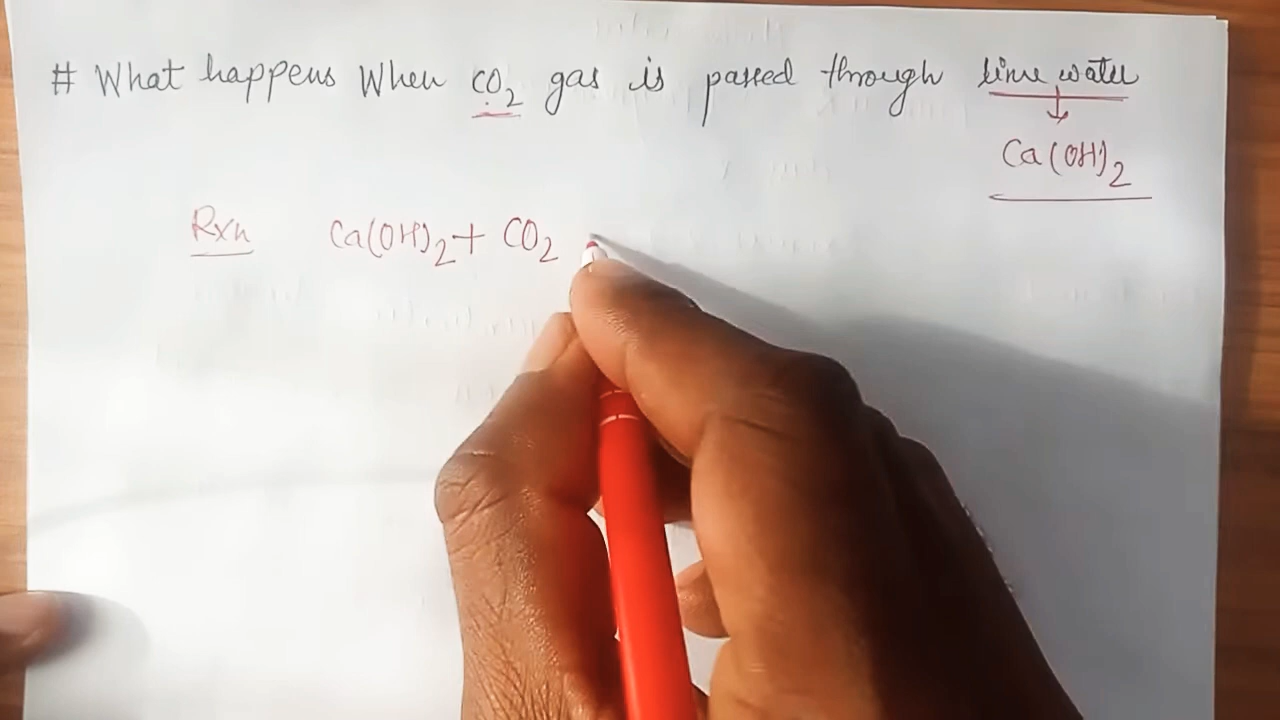 # What happens When CO2 gas is passed through lime water
Ca(OH)2
Rxn Ca(OH)2 + CO2